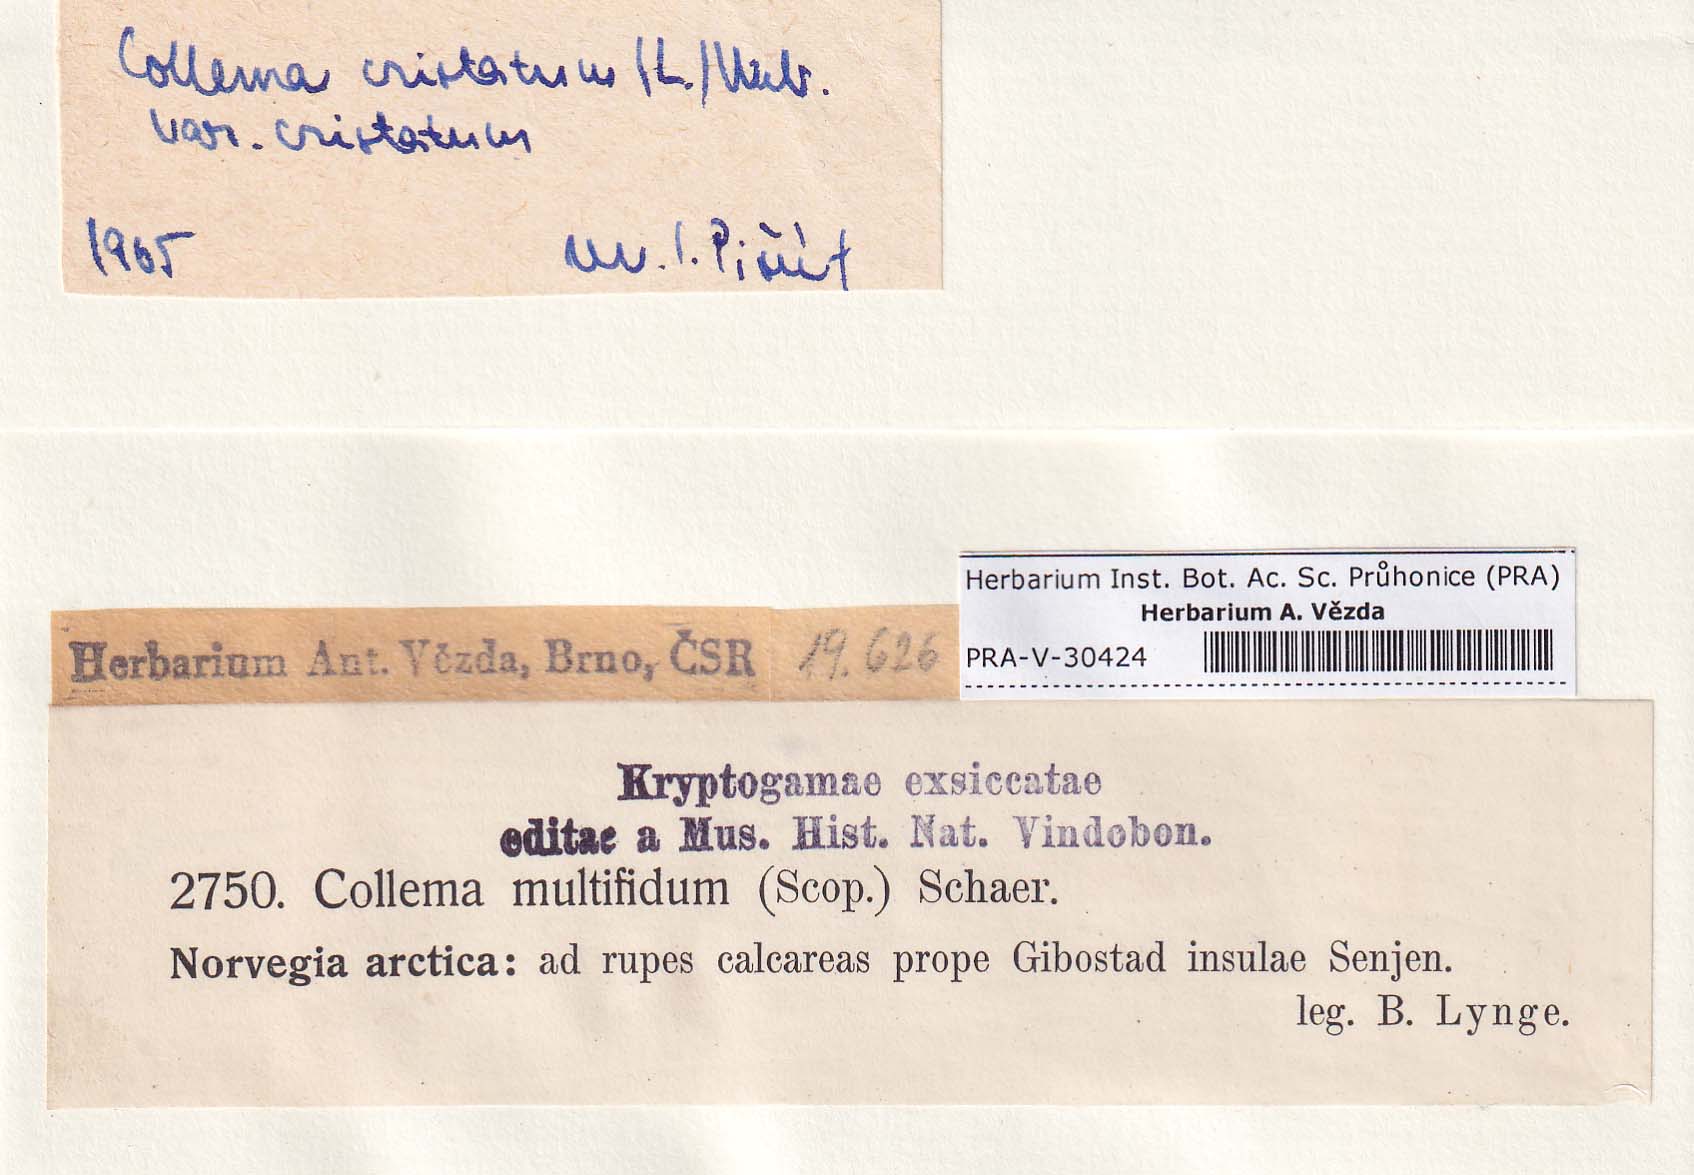 Collema cristatum (L.) Web.
var. cristatum
1965 rev. I. Pišút
Herbarium Inst. Bot. Ac. Sc. Průhonice (PRA)
Herbarium A. Vězda
PRA-V-30424
Herbarium Ant. Vězda, Brno, ČSR 19.626
Kryptogamae exsiccatae
editae a Mus. Hist. Nat. Vindobon.
2750. Collema multifidum (Scop.) Schaer.
Norvegia arctica: ad rupes calcareas prope Gibostad insulae Senjen.
leg. B. Lynge.